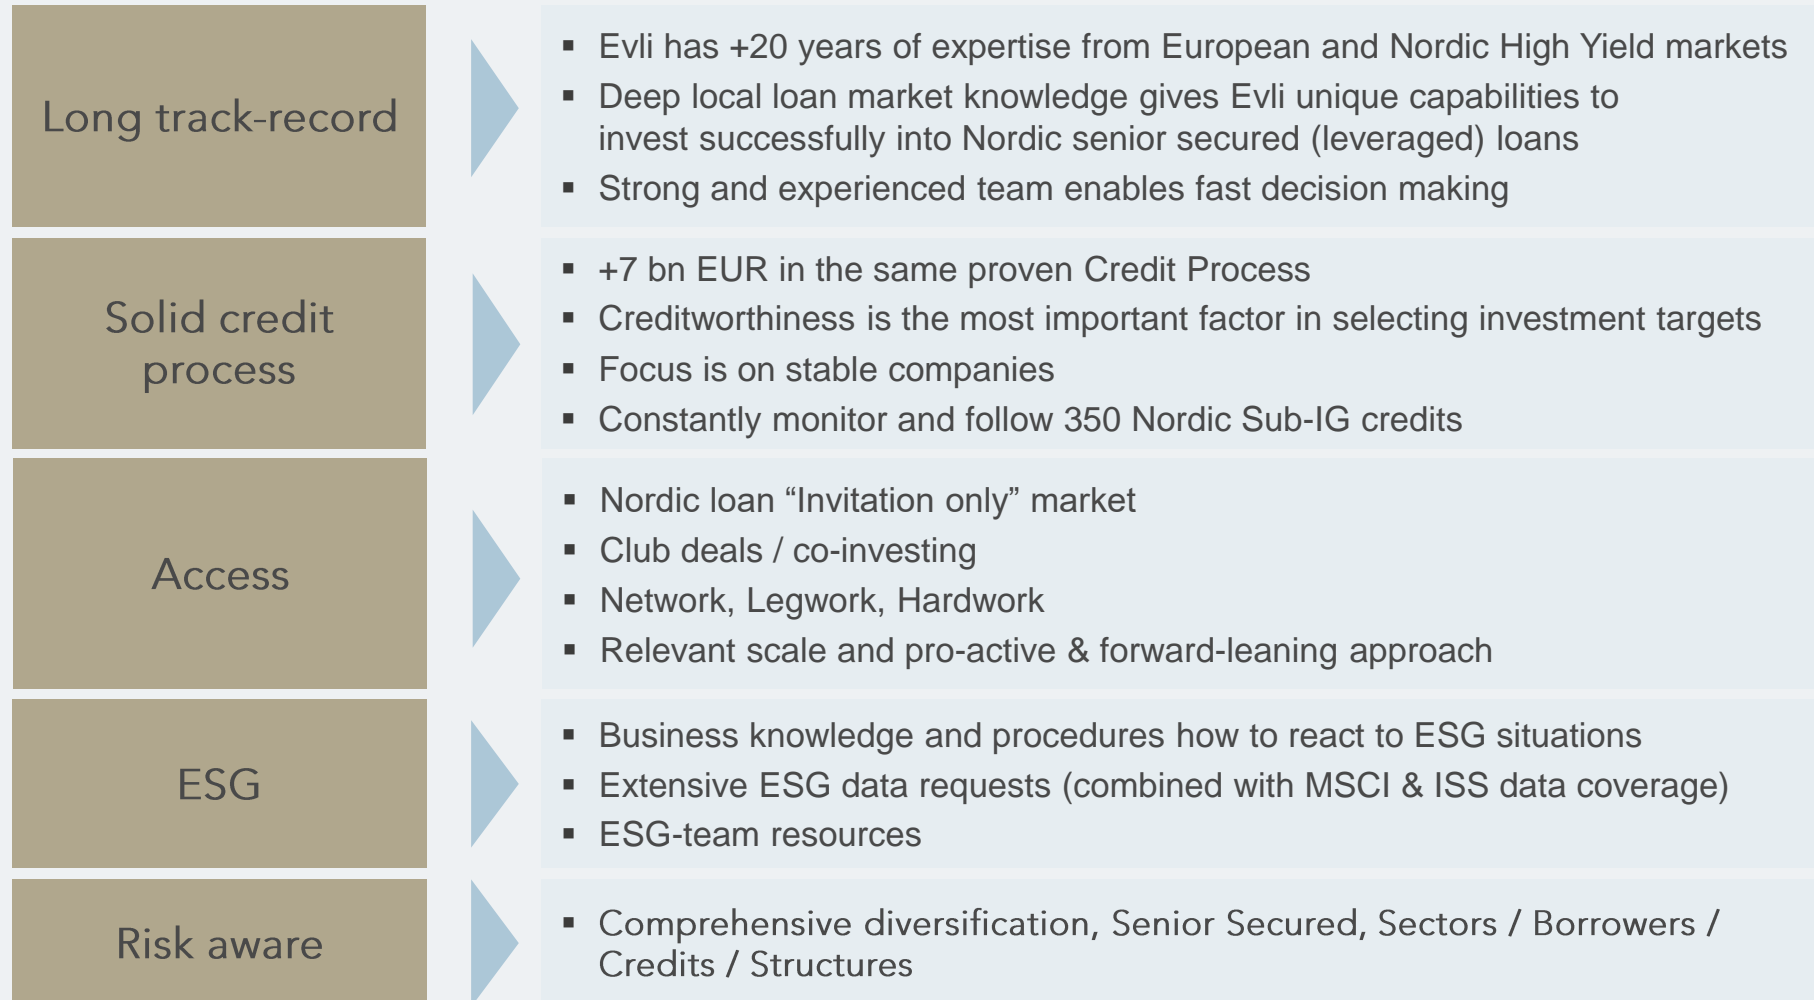 Long track-record
▪ Evli has +20 years of expertise from European and Nordic High Yield markets
▪ Deep local loan market knowledge gives Evli unique capabilities to
invest successfully into Nordic senior secured (leveraged) loans
▪ Strong and experienced team enables fast decision making
Solid credit
process
▪ +7 bn EUR in the same proven Credit Process
▪ Creditworthiness is the most important factor in selecting investment targets
▪ Focus is on stable companies
▪ Constantly monitor and follow 350 Nordic Sub-IG credits
Access
▪ Nordic loan “Invitation only” market
▪ Club deals / co-investing
▪ Network, Legwork, Hardwork
▪ Relevant scale and pro-active & forward-leaning approach
ESG
▪ Business knowledge and procedures how to react to ESG situations
▪ Extensive ESG data requests (combined with MSCI & ISS data coverage)
▪ ESG-team resources
Risk aware
▪ Comprehensive diversification, Senior Secured, Sectors / Borrowers /
Credits / Structures